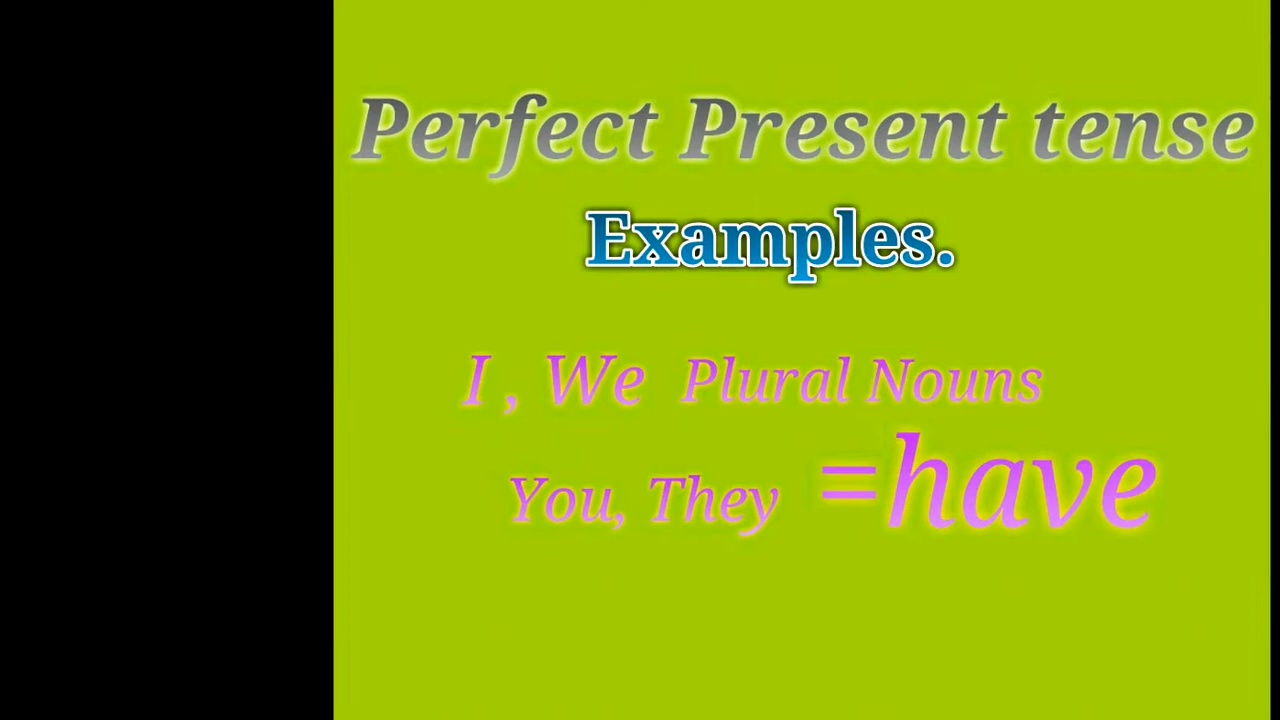 Perfect Present tense
Examples.
I , We Plural Nouns
You, They =have